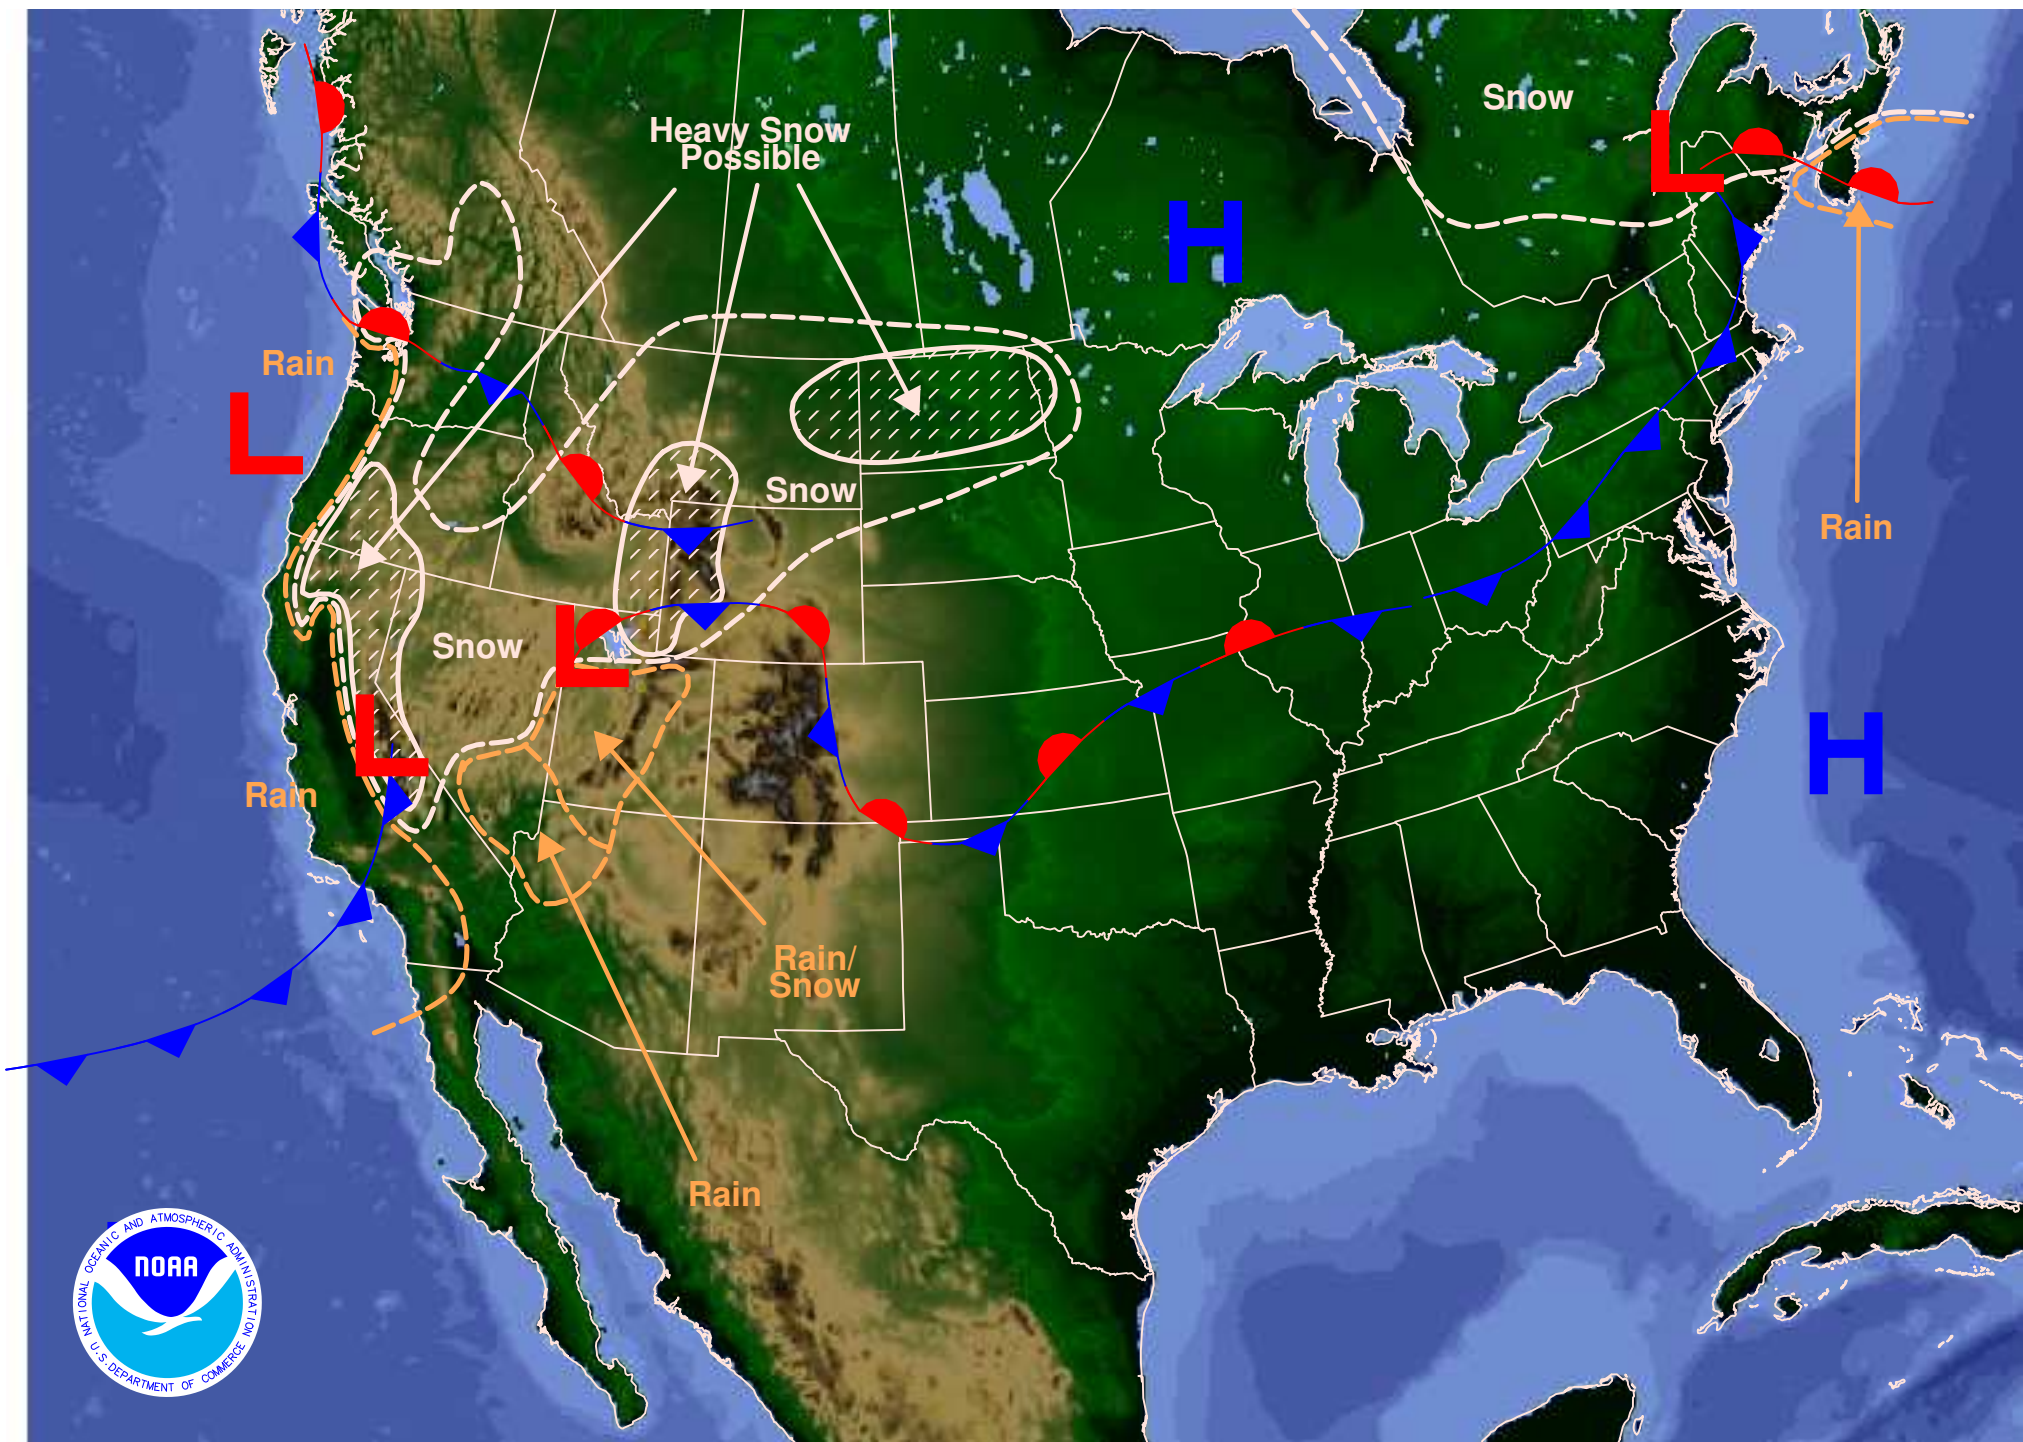 Snow
Heavy Snow
Possible
L
H
Rain
L
Snow
Rain
Snow
L
L
H
Rain
Rain/
Snow
Rain
NATIONAL OCEANIC AND ATMOSPHERIC ADMINISTRATION
NOAA
U.S. DEPARTMENT OF COMMERCE